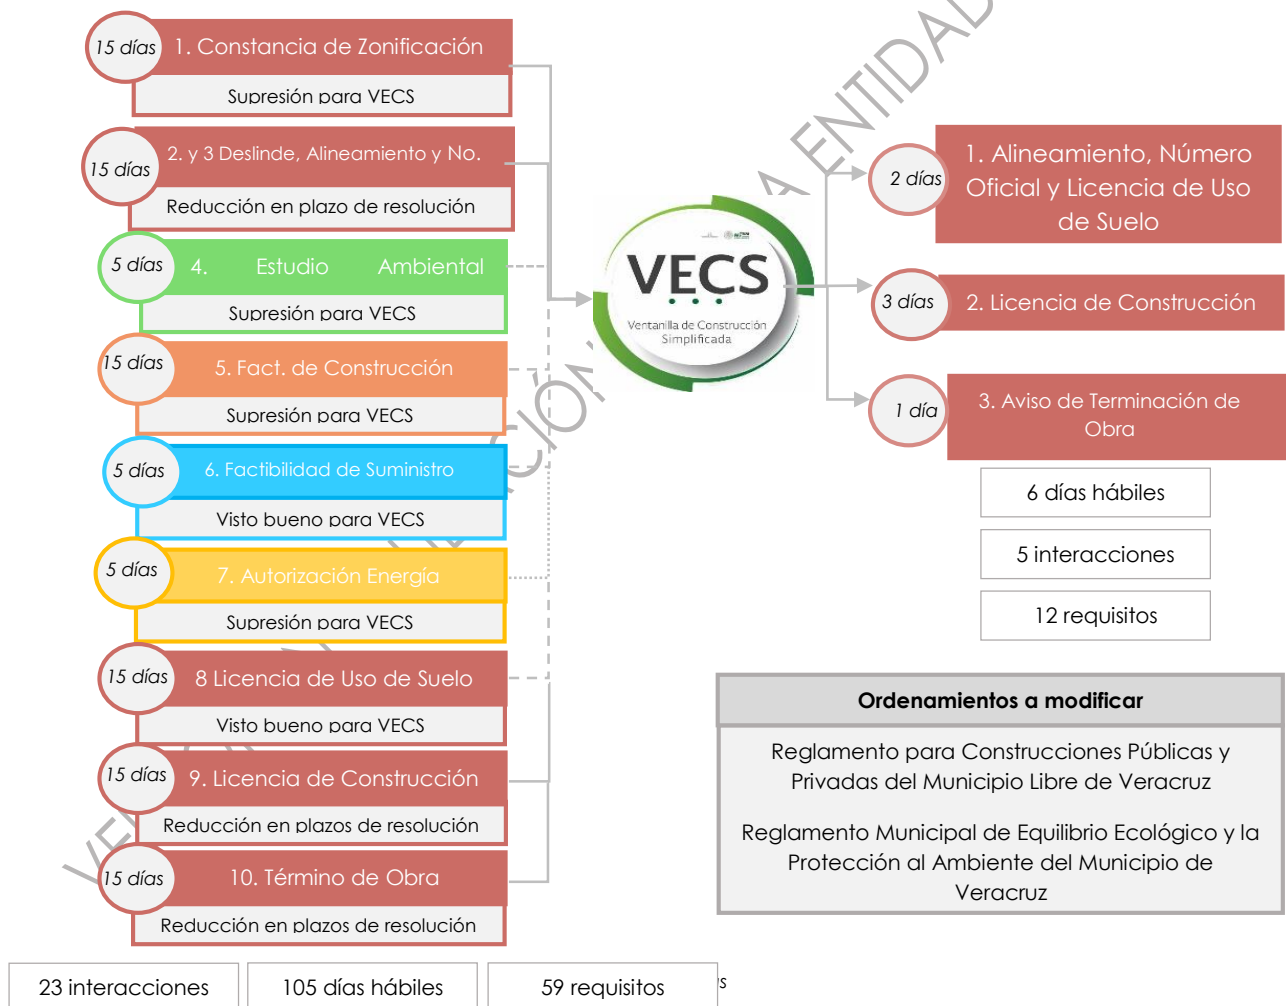 15 días
1. Constancia de Zonificación
Supresión para VECS
15 días
2. y 3 Deslinde, Alineamiento y No.
Reducción en plazo de resolución
5 días
4. Estudio Ambiental
Supresión para VECS
15 días
5. Fact. de Construcción
Supresión para VECS
5 días
6. Factibilidad de Suministro
Visto bueno para VECS
5 días
7. Autorización Energía
Supresión para VECS
15 días
8 Licencia de Uso de Suelo
Visto bueno para VECS
15 días
9. Licencia de Construcción
Reducción en plazos de resolución
15 días
10. Término de Obra
Reducción en plazos de resolución
23 interacciones
105 días hábiles
59 requisitos
VECS
Ventanilla de Construcción
Simplificada
2 días
1. Alineamiento, Número
Oficial y Licencia de Uso
de Suelo
3 días
2. Licencia de Construcción
1 día
3. Aviso de Terminación de
Obra
6 días hábiles
5 interacciones
12 requisitos
Ordenamientos a modificar
Reglamento para Construcciones Públicas y
Privadas del Municipio Libre de Veracruz
Reglamento Municipal de Equilibrio Ecológico y la
Protección al Ambiente del Municipio de
Veracruz
ENTIDAD